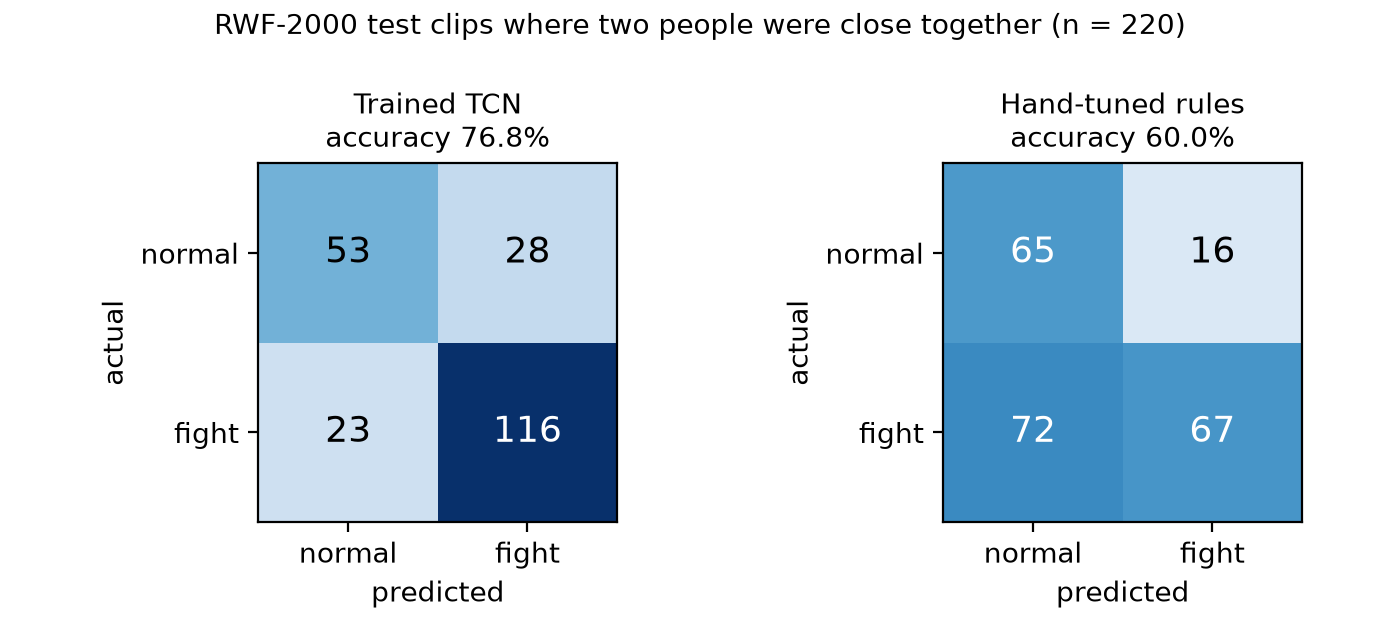 RWF-2000 test clips where two people were close together (n = 220)
Trained TCN
accuracy 76.8%
normal
53
28
actual
fight
23
116
normal
fight
predicted
Hand-tuned rules
accuracy 60.0%
normal
65
16
actual
fight
72
67
normal
fight
predicted